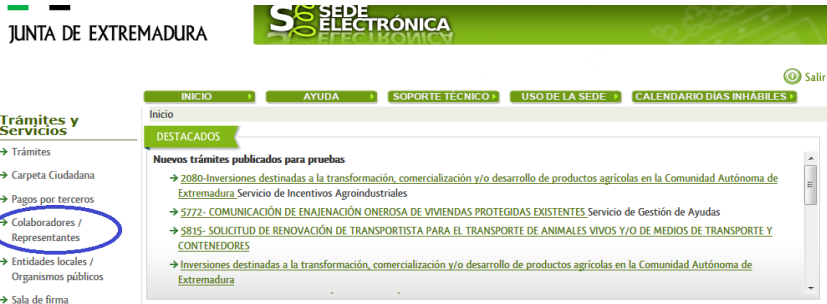 JUNTA DE EXTREMADURA
SEDE
ELECTRÓNICA
Salir
INICIO
AYUDA
SOPORTE TÉCNICO
USO DE LA SEDE
CALENDARIO DÍAS INHÁBILES
Trámites y
Servicios
Trámites
Carpeta Ciudadana
Pagos por terceros
Colaboradores /
Representantes
Entidades locales /
Organismos públicos
Sala de firma
Inicio
DESTACADOS
Nuevos trámites publicados para pruebas
2080-Inversiones destinadas a la transformación, comercialización y/o desarrollo de productos agrícolas en la Comunidad Autónoma de
Extremadura Servicio de Incentivos Agroindustriales
5772- COMUNICACIÓN DE ENAJENACIÓN ONEROSA DE VIVIENDAS PROTEGIDAS EXISTENTES Servicio de Gestión de Ayudas
5815- SOLICITUD DE RENOVACIÓN DE TRANSPORTISTA PARA EL TRANSPORTE DE ANIMALES VIVOS Y/O DE MEDIOS DE TRANSPORTE Y
CONTENEDORES
Inversiones destinadas a la transformación, comercialización y/o desarrollo de productos agrícolas en la Comunidad Autónoma de
Extremadura